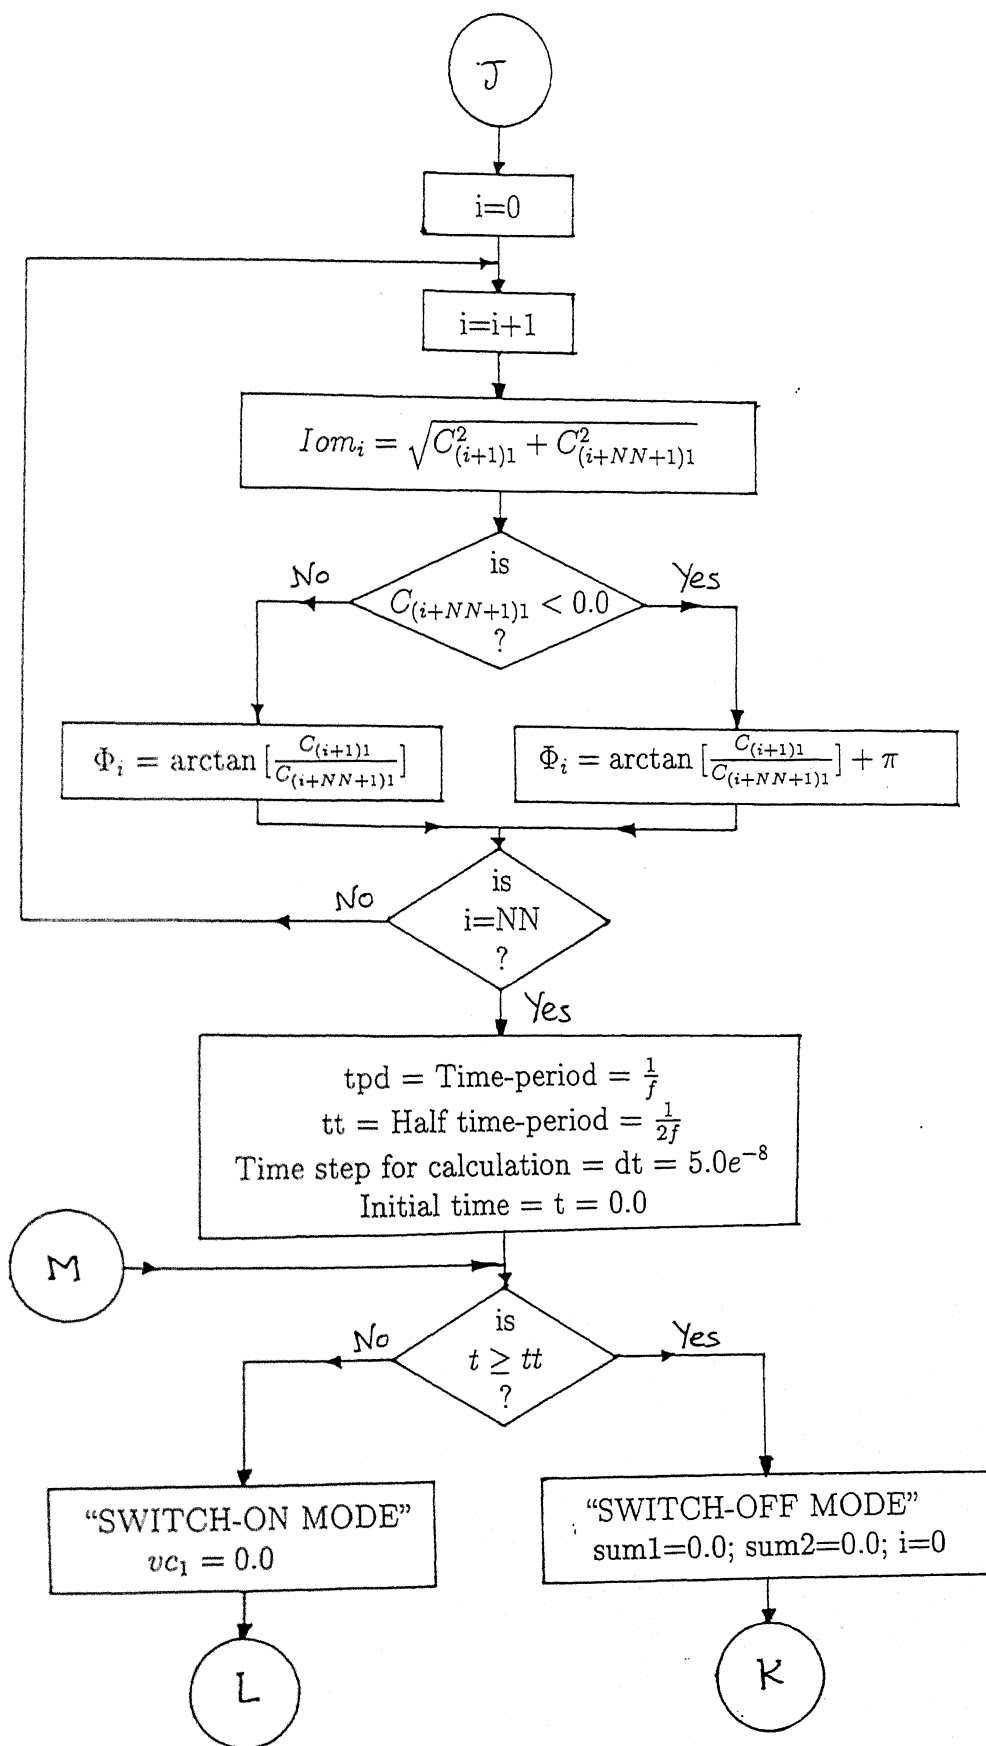 J
i=0
i=i+1
Iom_i = √(C²_(i+1)1 + C²_(i+NN+1)1)
is
C_(i+NN+1)1 < 0.0
?
No
Yes
Φ_i = arctan [C_(i+1)1 / C_(i+NN+1)1]
Φ_i = arctan [C_(i+1)1 / C_(i+NN+1)1] + π
is
i=NN
?
No
Yes
tpd = Time-period = 1/f
tt = Half time-period = 1/2f
Time step for calculation = dt = 5.0e⁻⁸
Initial time = t = 0.0
M
is
t ≥ tt
?
No
Yes
“SWITCH-ON MODE”
vc₁ = 0.0
“SWITCH-OFF MODE”
sum1=0.0; sum2=0.0; i=0
L
K